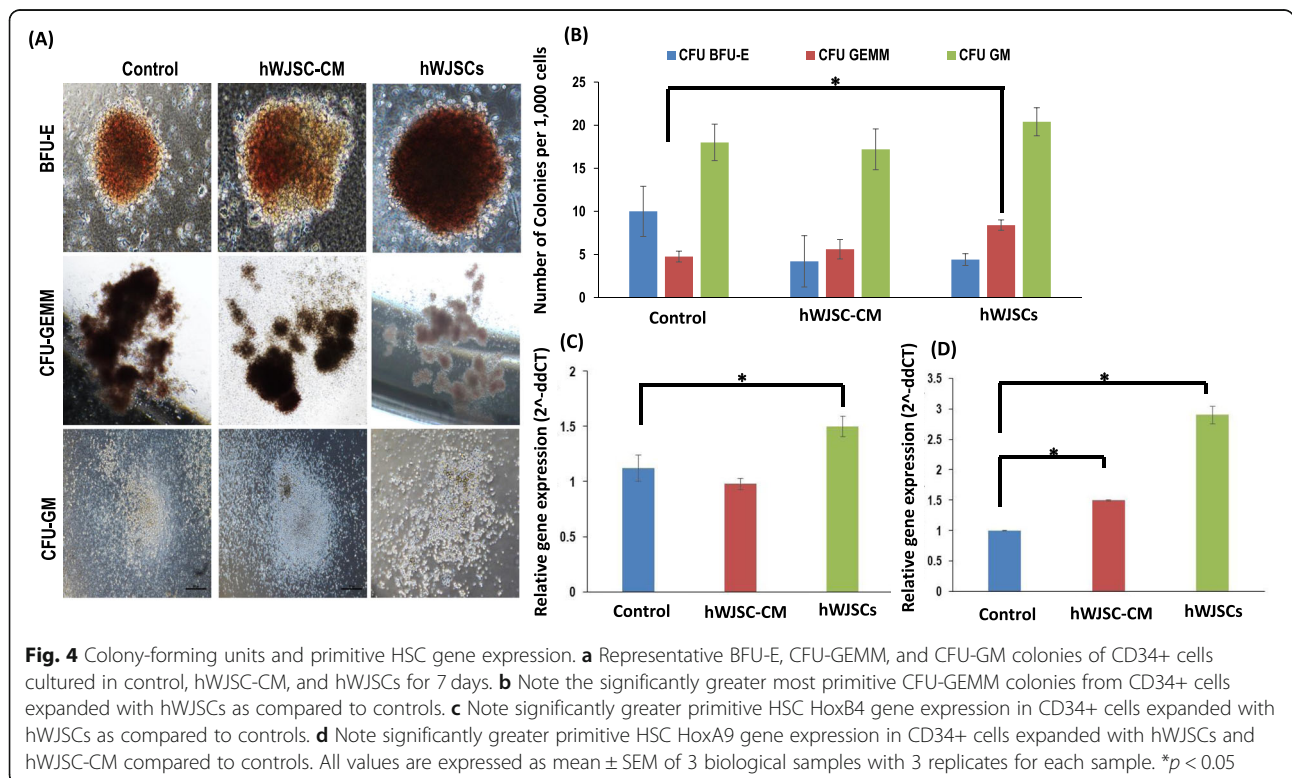 (A)
Control hWJSC-CM hWJSCs
BFU-E
CFU-GEMM
CFU-GM
(B)
CFU BFU-E CFU GEMM CFU GM
*
Number of Colonies per 1,000 cells
25
20
15
10
5
0
Control hWJSC-CM hWJSCs
(C)
*
Relative gene expression (2^-ddCT)
2
1.5
1
0.5
0
Control hWJSC-CM hWJSCs
(D)
*
*
Relative gene expression (2^-ddCT)
3.5
3
2.5
2
1.5
1
0.5
0
Control hWJSC-CM hWJSCs
Fig. 4 Colony-forming units and primitive HSC gene expression. a Representative BFU-E, CFU-GEMM, and CFU-GM colonies of CD34+ cells
cultured in control, hWJSC-CM, and hWJSCs for 7 days. b Note the significantly greater most primitive CFU-GEMM colonies from CD34+ cells
expanded with hWJSCs as compared to controls. c Note significantly greater primitive HSC HoxB4 gene expression in CD34+ cells expanded with
hWJSCs as compared to controls. d Note significantly greater primitive HSC HoxA9 gene expression in CD34+ cells expanded with hWJSCs and
hWJSC-CM compared to controls. All values are expressed as mean ± SEM of 3 biological samples with 3 replicates for each sample. *p < 0.05